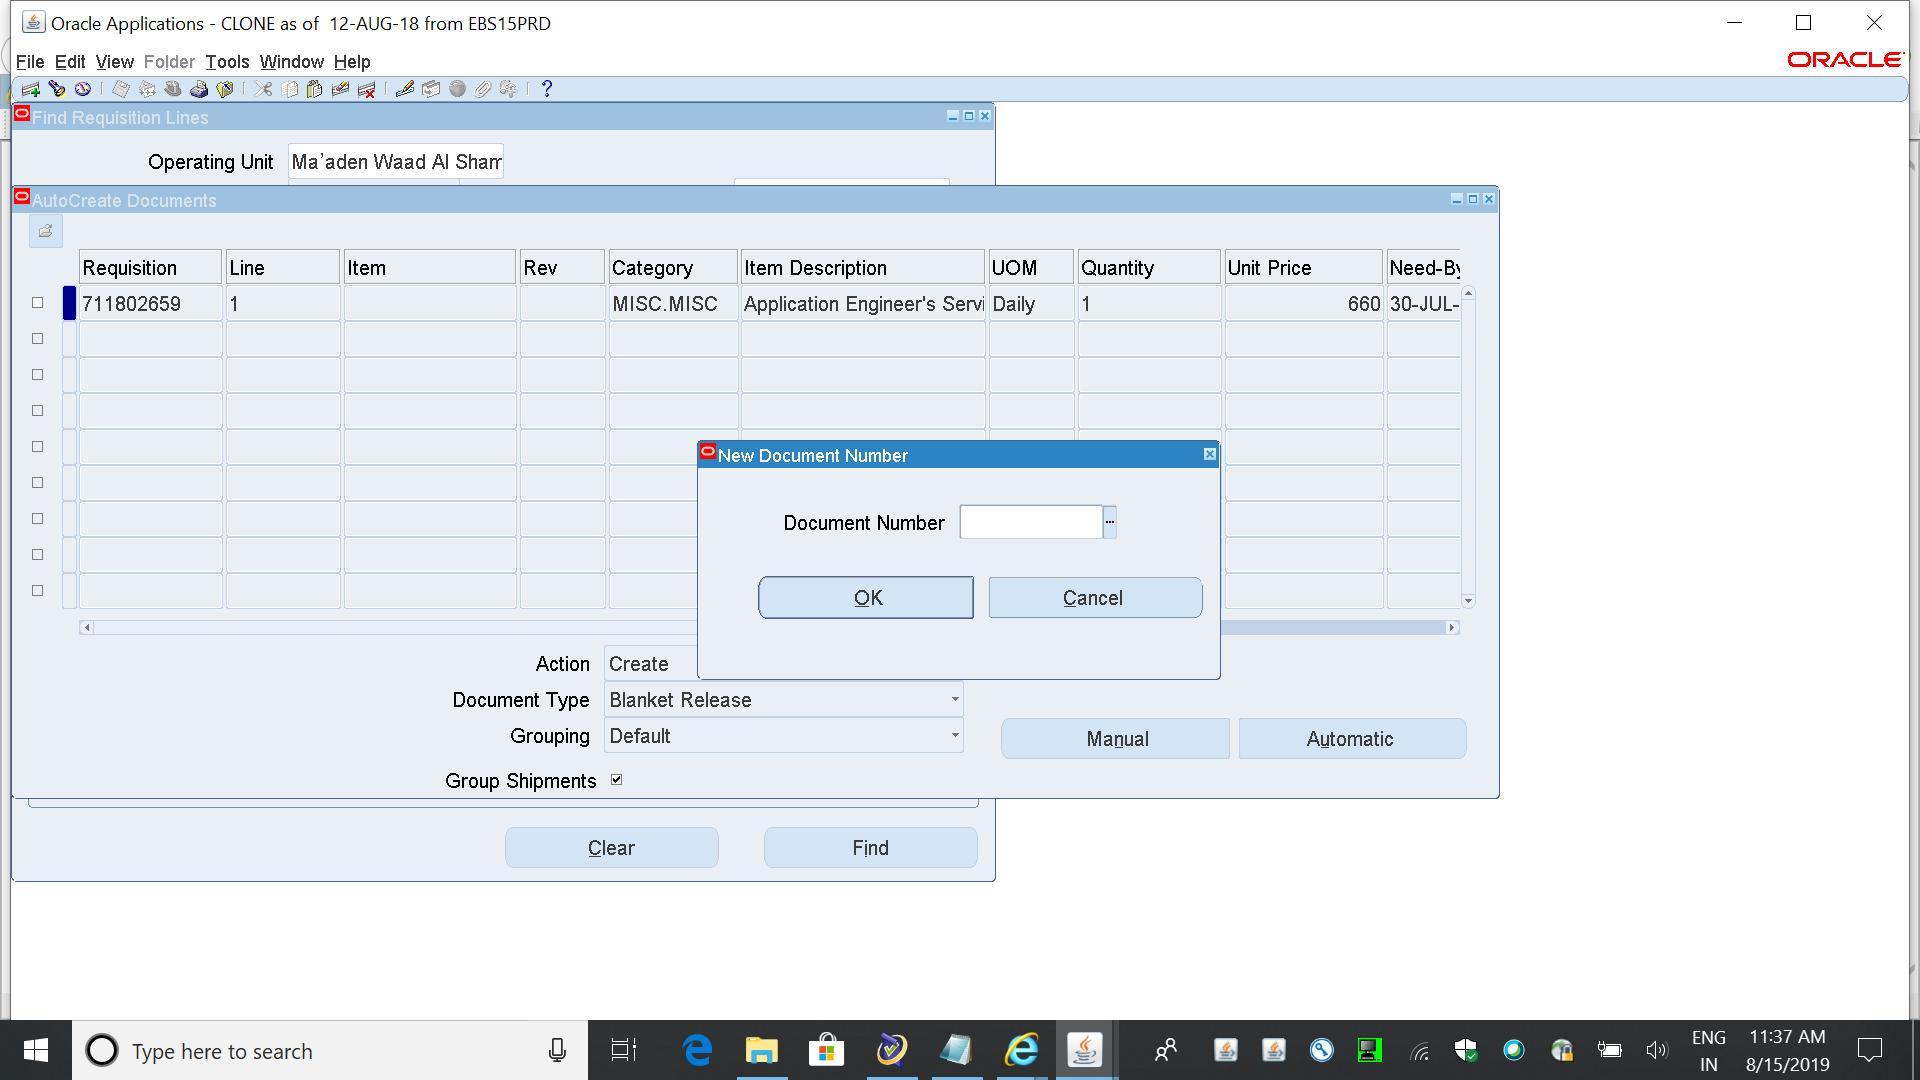 Oracle Applications - CLONE as of 12-AUG-18 from EBS15PRD
File Edit View Folder Tools Window Help
ORACLE
Find Requisition Lines
Operating Unit Ma'aden Waad Al Sham
AutoCreate Documents
Requisition Line Item Rev Category Item Description UOM Quantity Unit Price Need-By
711802659 1 MISC.MISC Application Engineer's Servi Daily 1 660 30-JUL-
New Document Number
Document Number
OK Cancel
Action Create
Document Type Blanket Release
Grouping Default
Manual Automatic
Group Shipments
Clear Find
Type here to search
ENG
IN
11:37 AM
8/15/2019